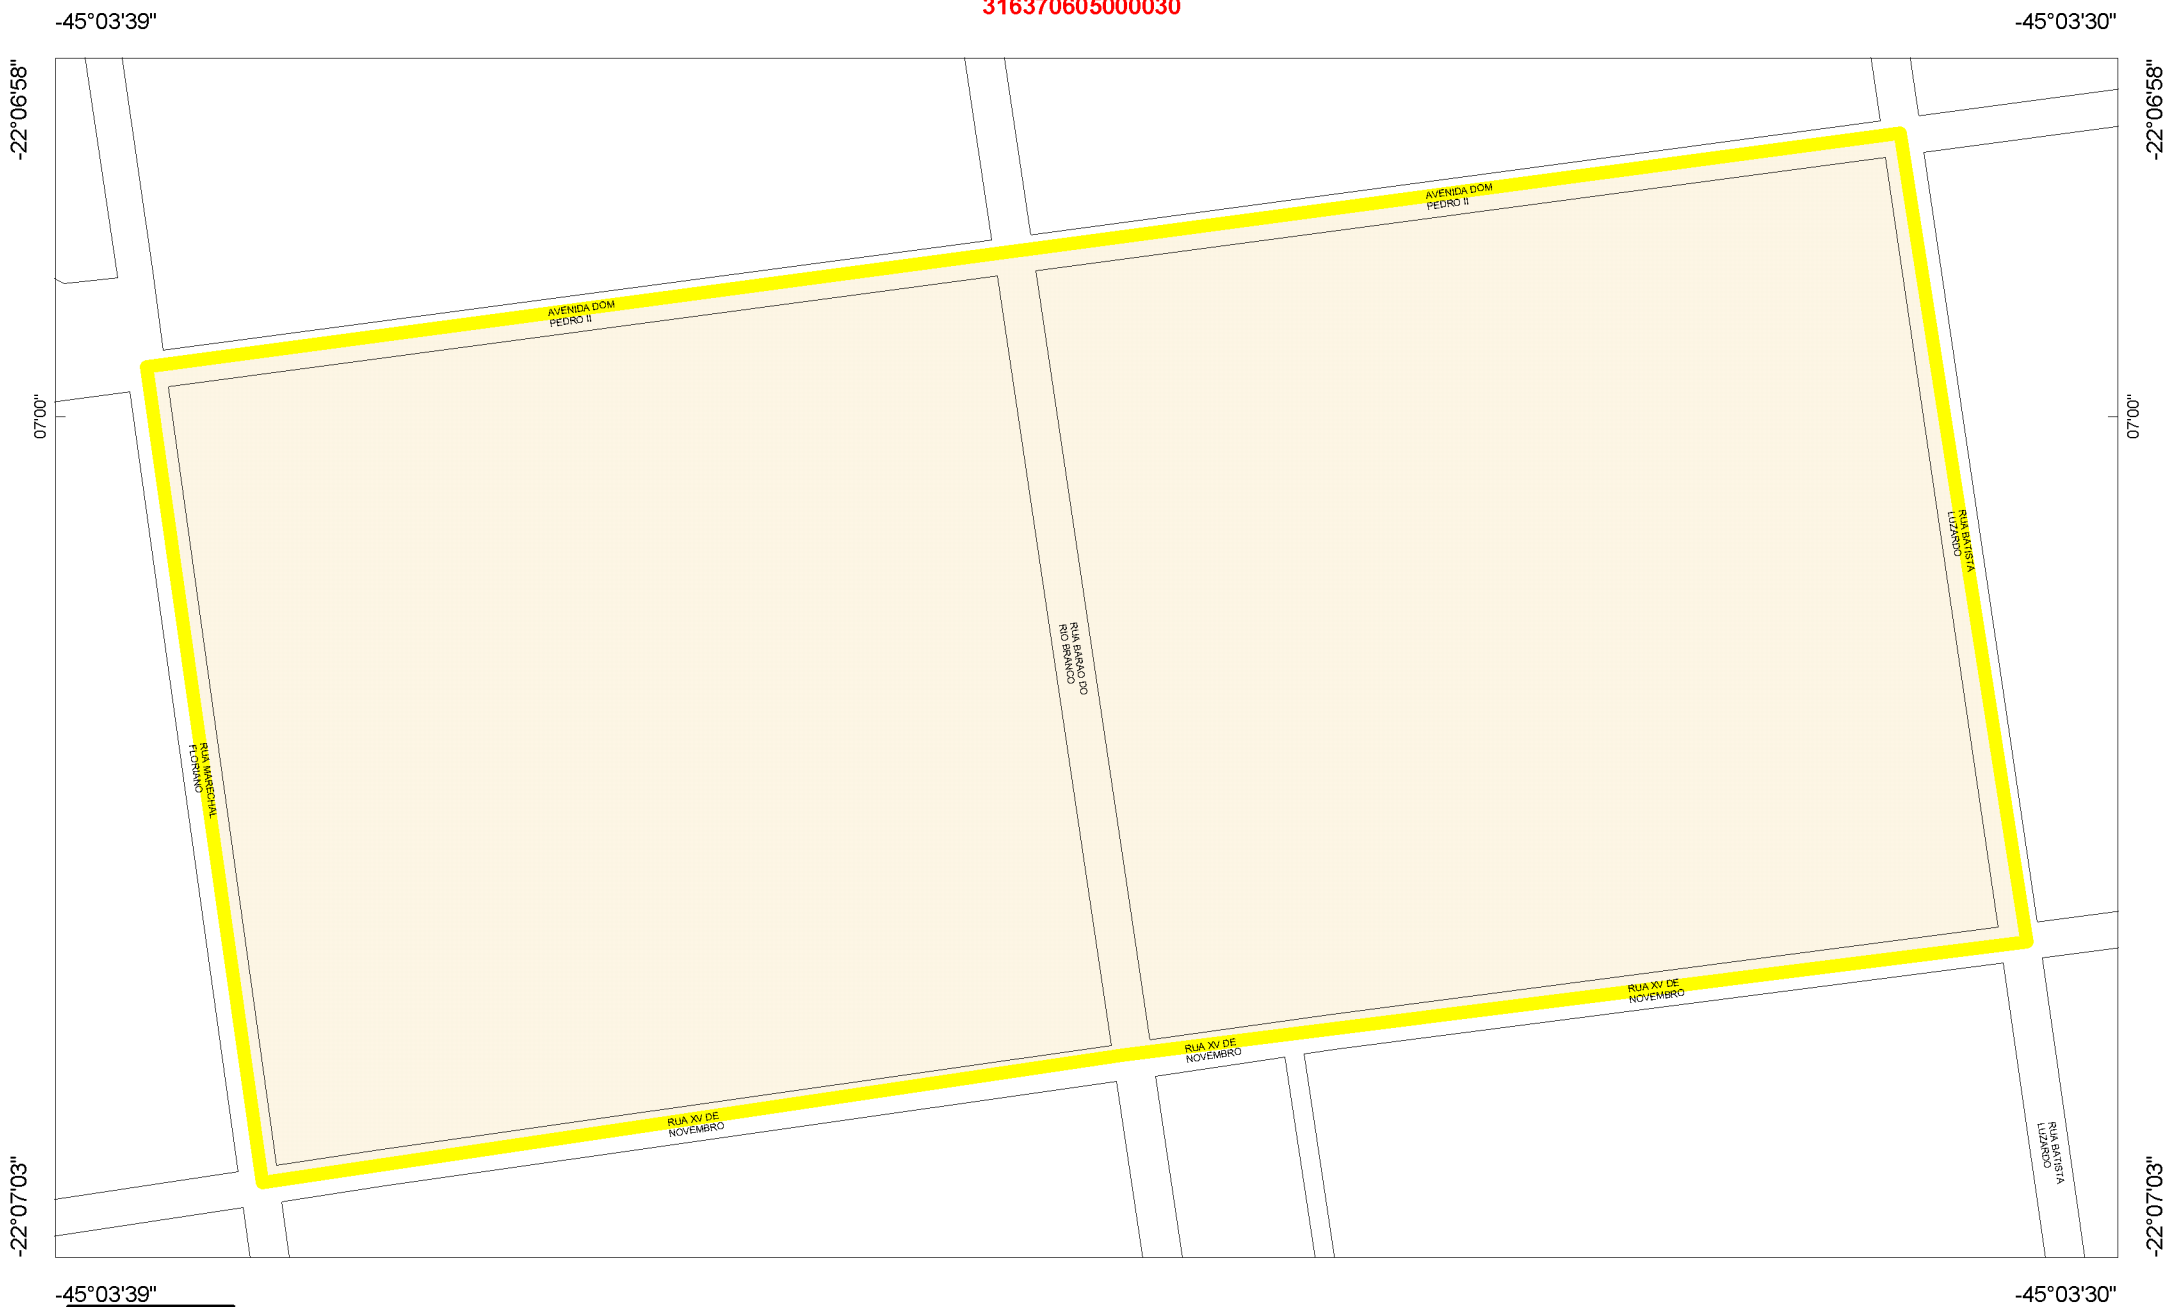 316370605000030
-45°03'39"
-45°03'30"
-22°06'58"
-22°06'58"
AVENIDA DOM
PEDRO II
AVENIDA DOM
PEDRO II
07'00"
07'00"
RUA BATISTA
LUZARDO
RUA BARAO DO
RIO BRANCO
RUA MARECHAL
FLORIANO
RUA XV DE
NOVEMBRO
RUA XV DE
NOVEMBRO
RUA XV DE
NOVEMBRO
RUA BATISTA
LUZARDO
-22°07'03"
-22°07'03"
-45°03'39"
-45°03'30"